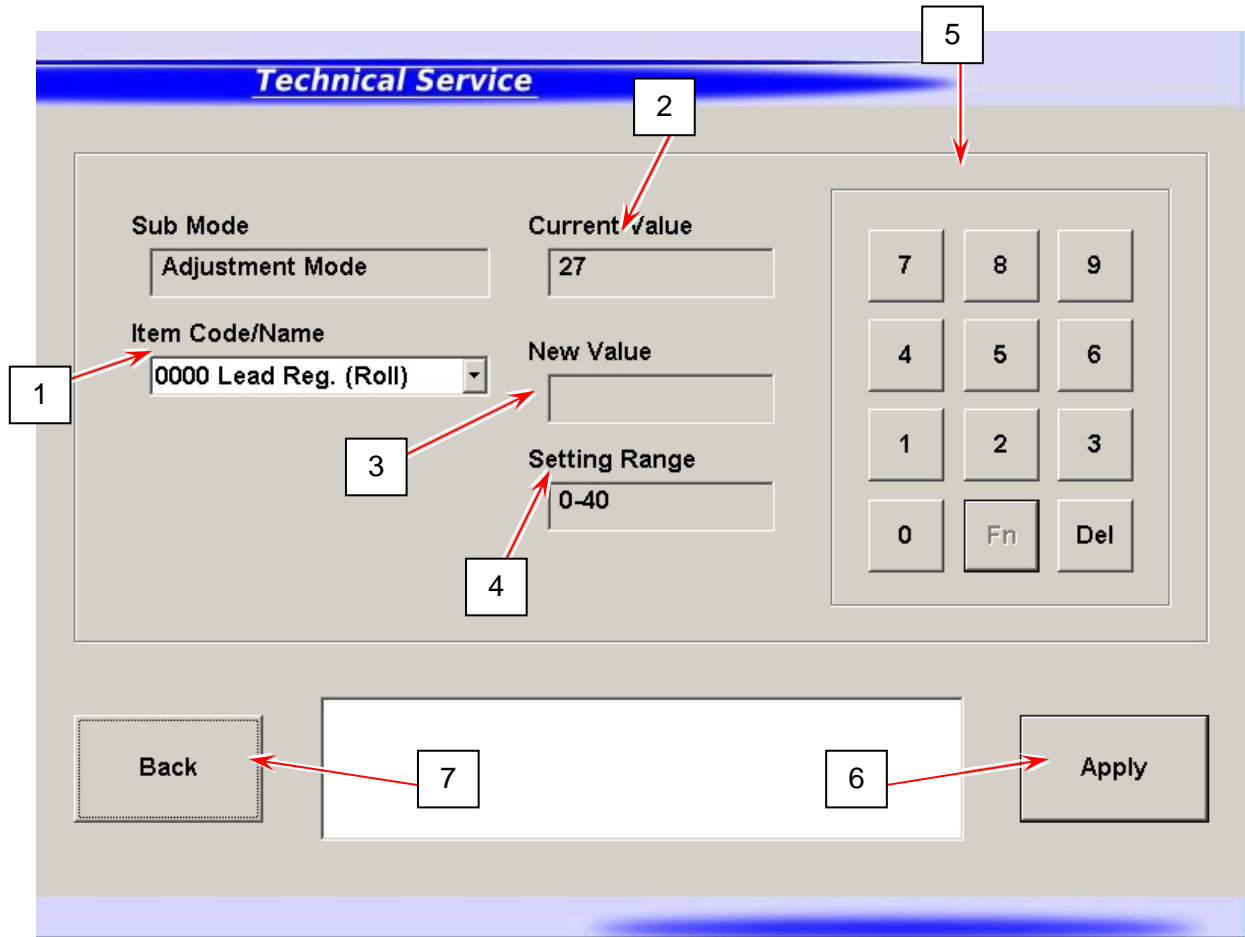 5
Technical Service
2
Sub Mode
Adjustment Mode
Current Value
27
7 8 9
Item Code/Name
0000 Lead Reg. (Roll)
New Value
4 5 6
1
3
Setting Range
0-40
1 2 3
4
0 Fn Del
Back
7
6
Apply